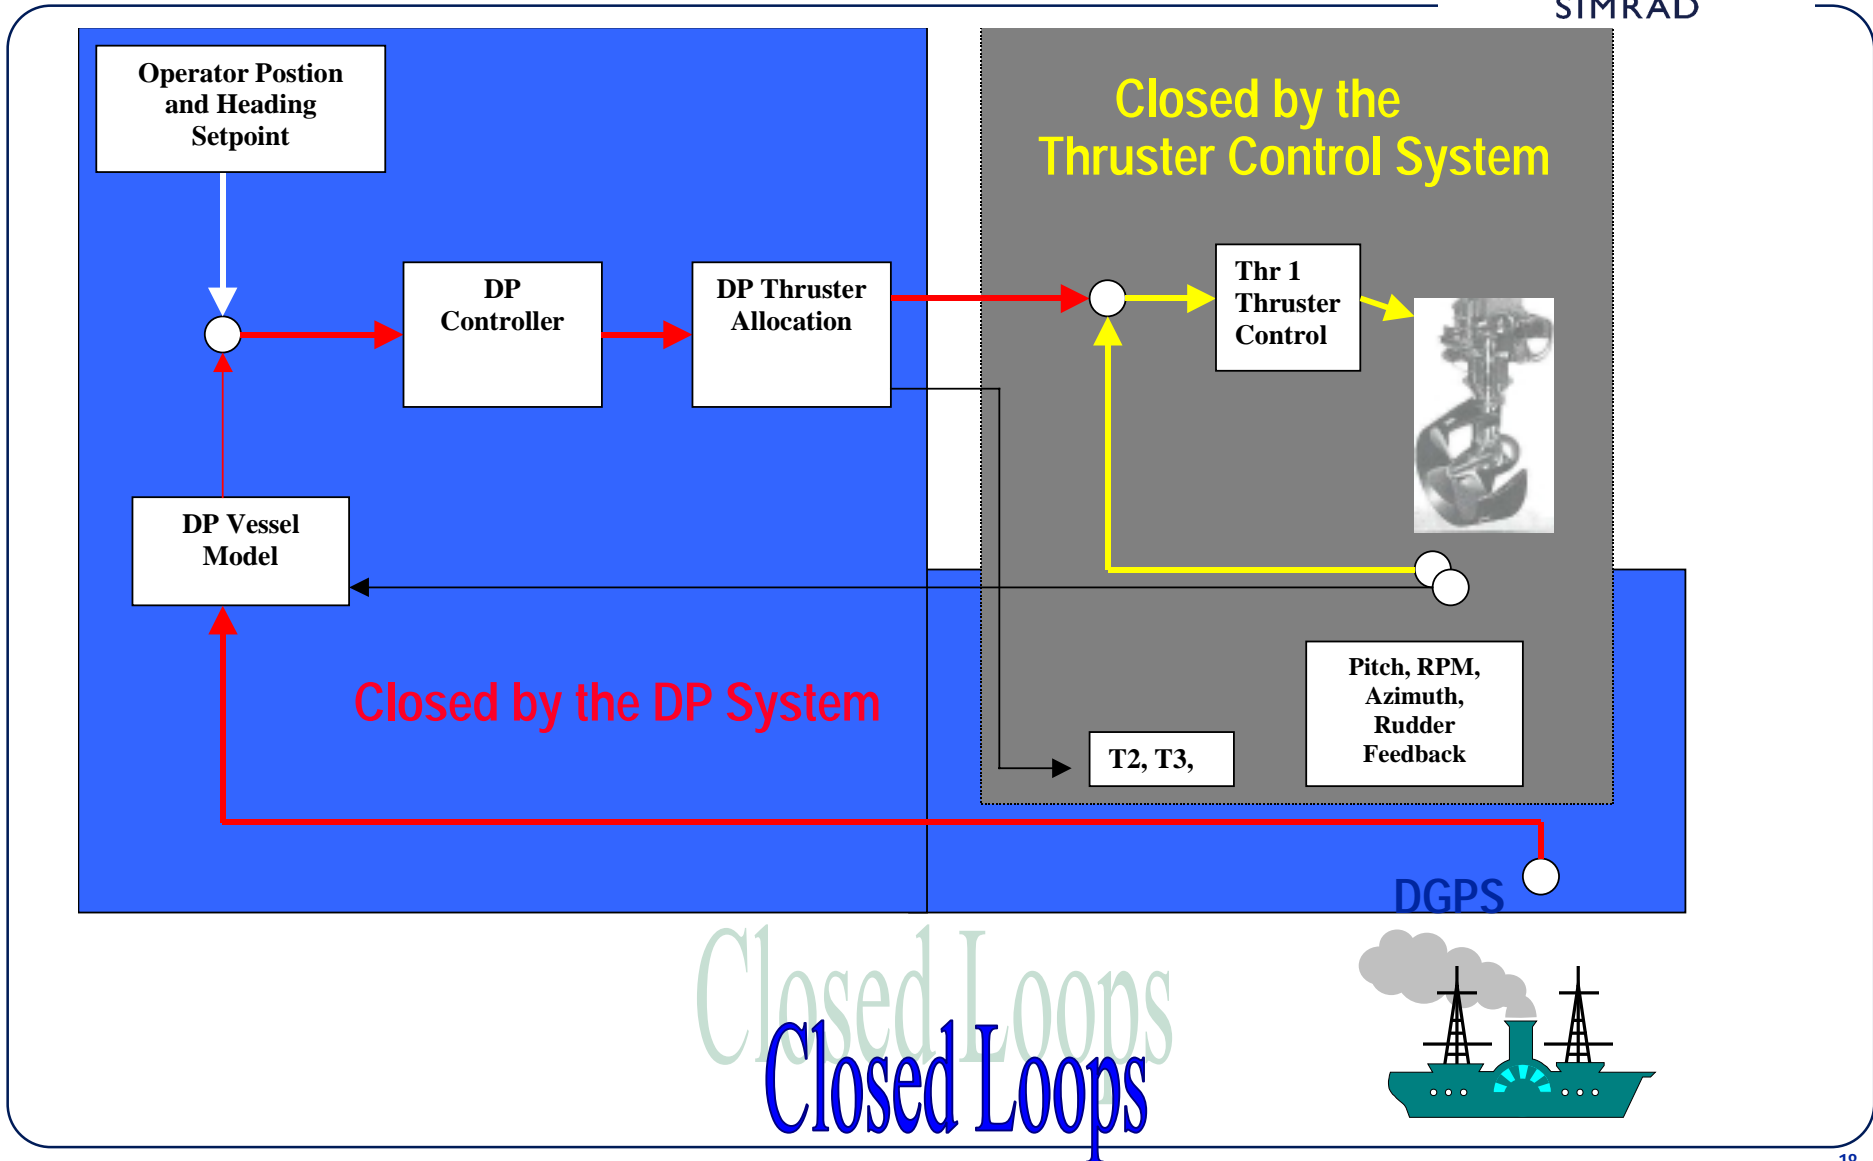 SIMRAD
Operator Postion
and Heading
Setpoint
Closed by the
Thruster Control System
DP
Controller
DP Thruster
Allocation
Thr 1
Thruster
Control
DP Vessel
Model
Closed by the DP System
Pitch, RPM,
Azimuth,
Rudder
Feedback
T2, T3,
DGPS
Closed Loops
18